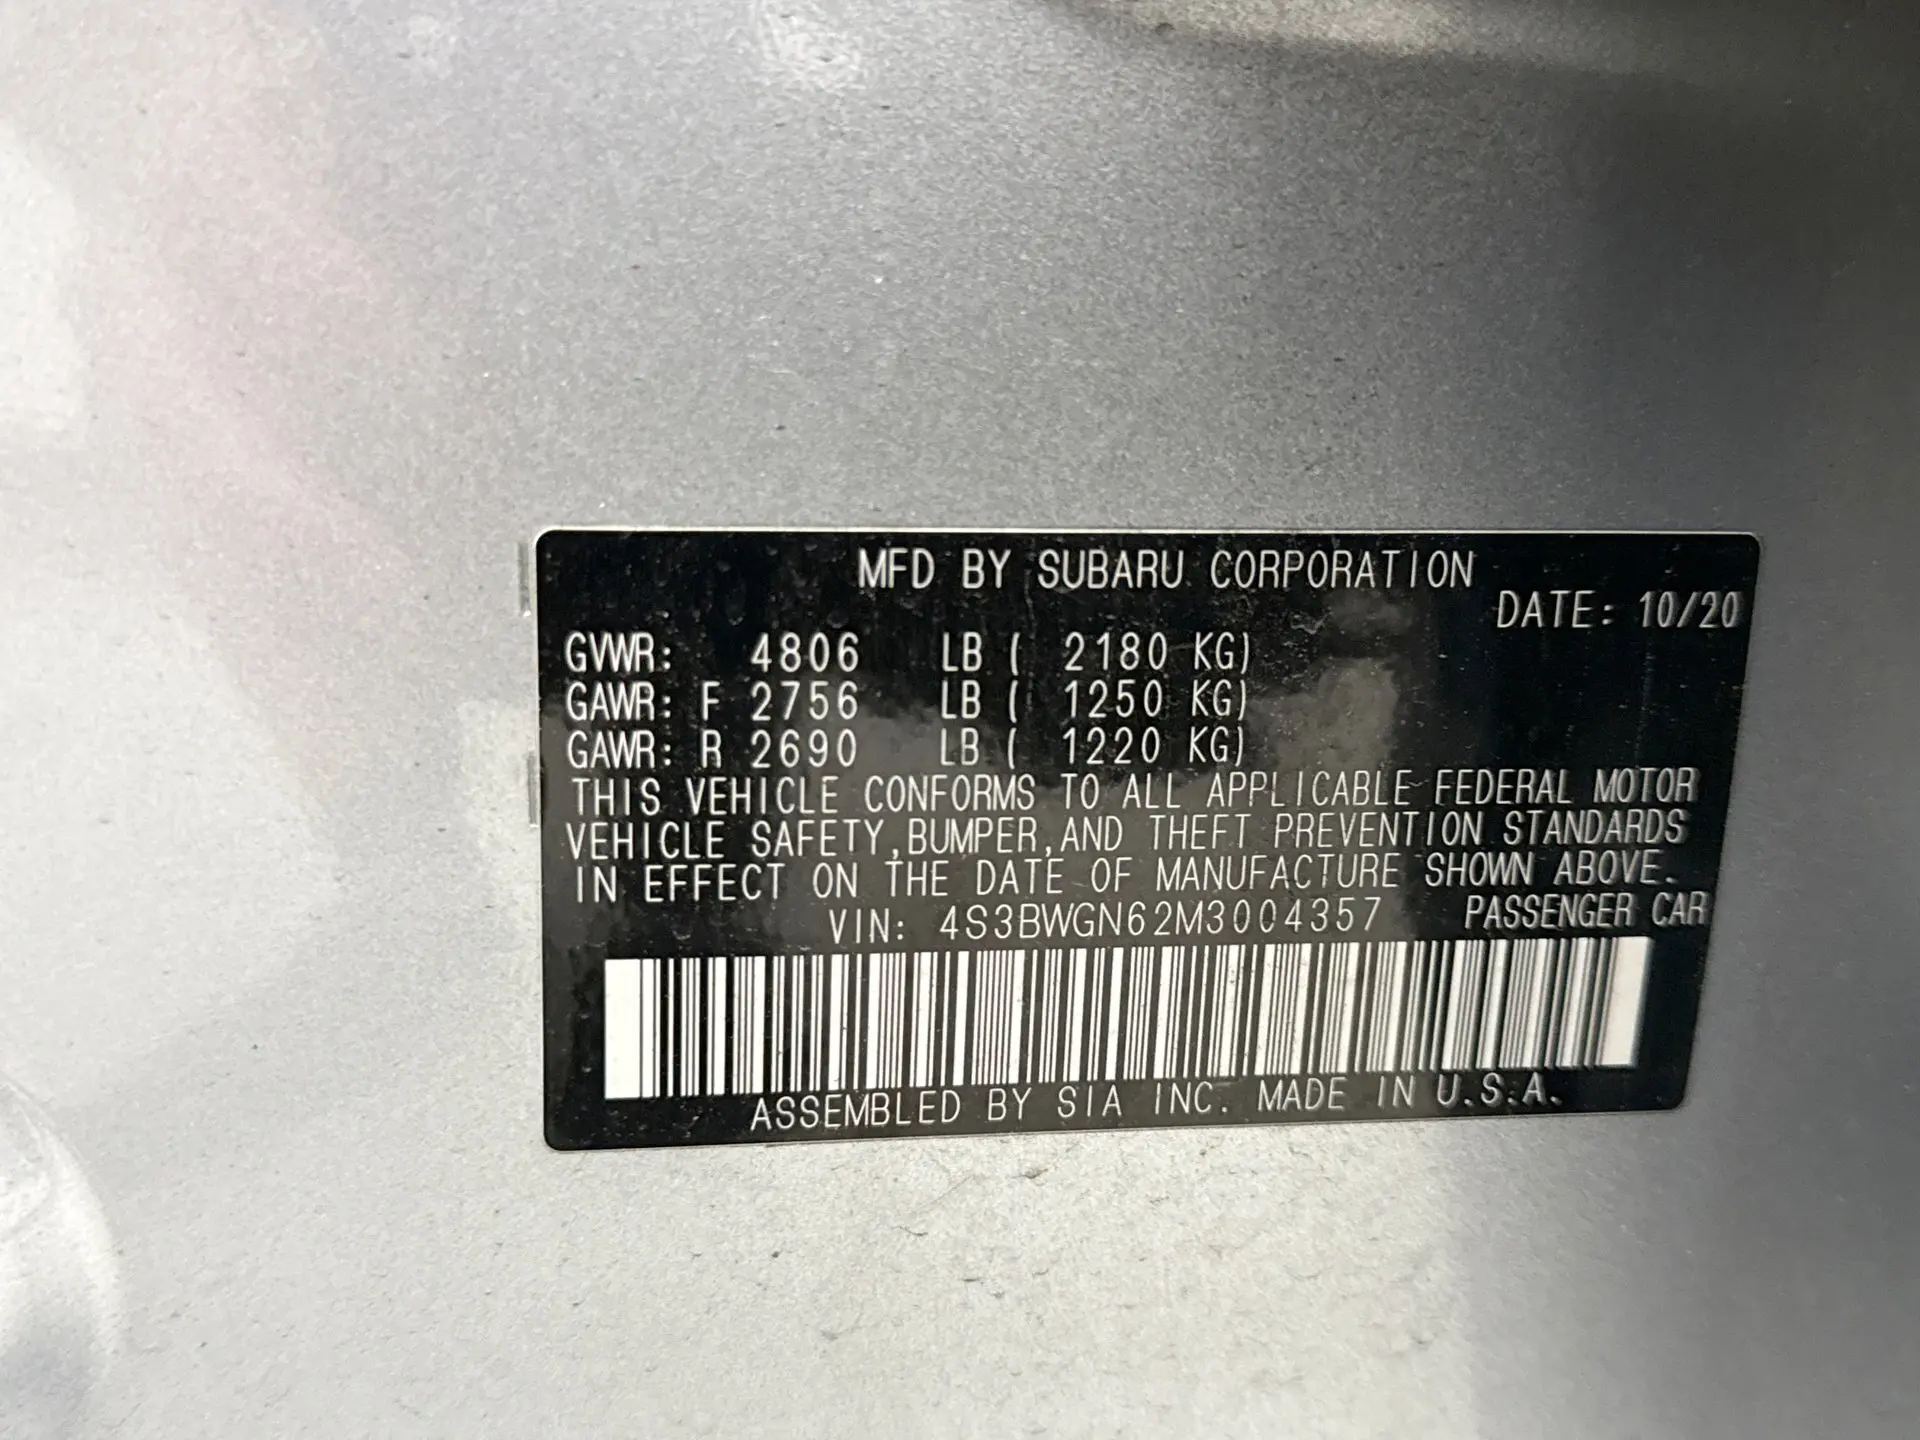 MFD BY SUBARU CORPORATION
DATE: 10/20
GVWR: 4806 LB ( 2180 KG)
GAWR: F 2756 LB ( 1250 KG)
GAWR: R 2690 LB ( 1220 KG)
THIS VEHICLE CONFORMS TO ALL APPLICABLE FEDERAL MOTOR
VEHICLE SAFETY,BUMPER,AND THEFT PREVENTION STANDARDS
IN EFFECT ON THE DATE OF MANUFACTURE SHOWN ABOVE.
VIN: 4S3BWGN62M3004357 PASSENGER CAR
ASSEMBLED BY SIA INC. MADE IN U.S.A.